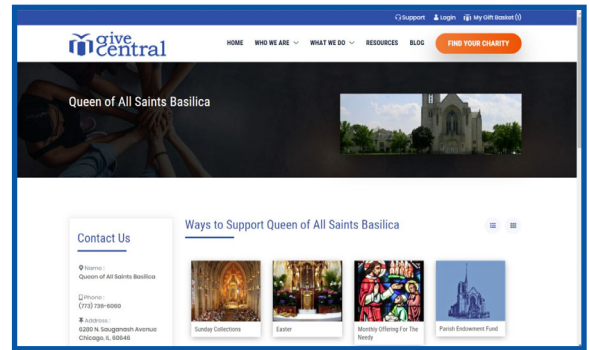 Support Login My Gift Basket (1)
give central
HOME WHO WE ARE WHAT WE DO RESOURCES BLOG FIND YOUR CHARITY
Queen of All Saints Basilica
Contact Us
Name :
Queen of All Saints Basilica
Phone :
(773) 736-6060
Address :
6280 N. Sauganash Avenue
Chicago, IL, 60646
Ways to Support Queen of All Saints Basilica
Sunday Collections
Easter
Monthly Offering For The
Needy
Parish Endowment Fund